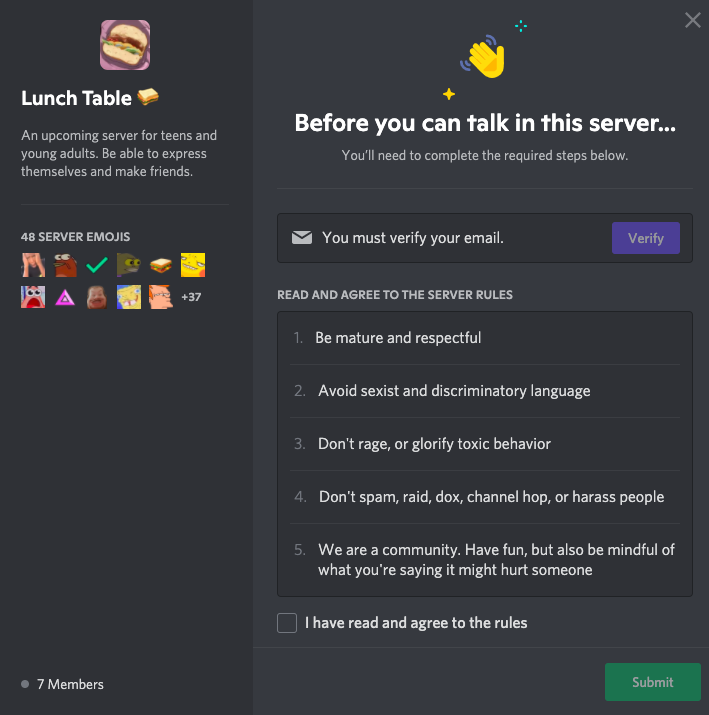 Lunch Table 🥪
An upcoming server for teens and
young adults. Be able to express
themselves and make friends.
48 SERVER EMOJIS
+37
7 Members
Before you can talk in this server...
You'll need to complete the required steps below.
You must verify your email.
Verify
READ AND AGREE TO THE SERVER RULES
1. Be mature and respectful
2. Avoid sexist and discriminatory language
3. Don't rage, or glorify toxic behavior
4. Don't spam, raid, dox, channel hop, or harass people
5. We are a community. Have fun, but also be mindful of
what you're saying it might hurt someone
I have read and agree to the rules
Submit